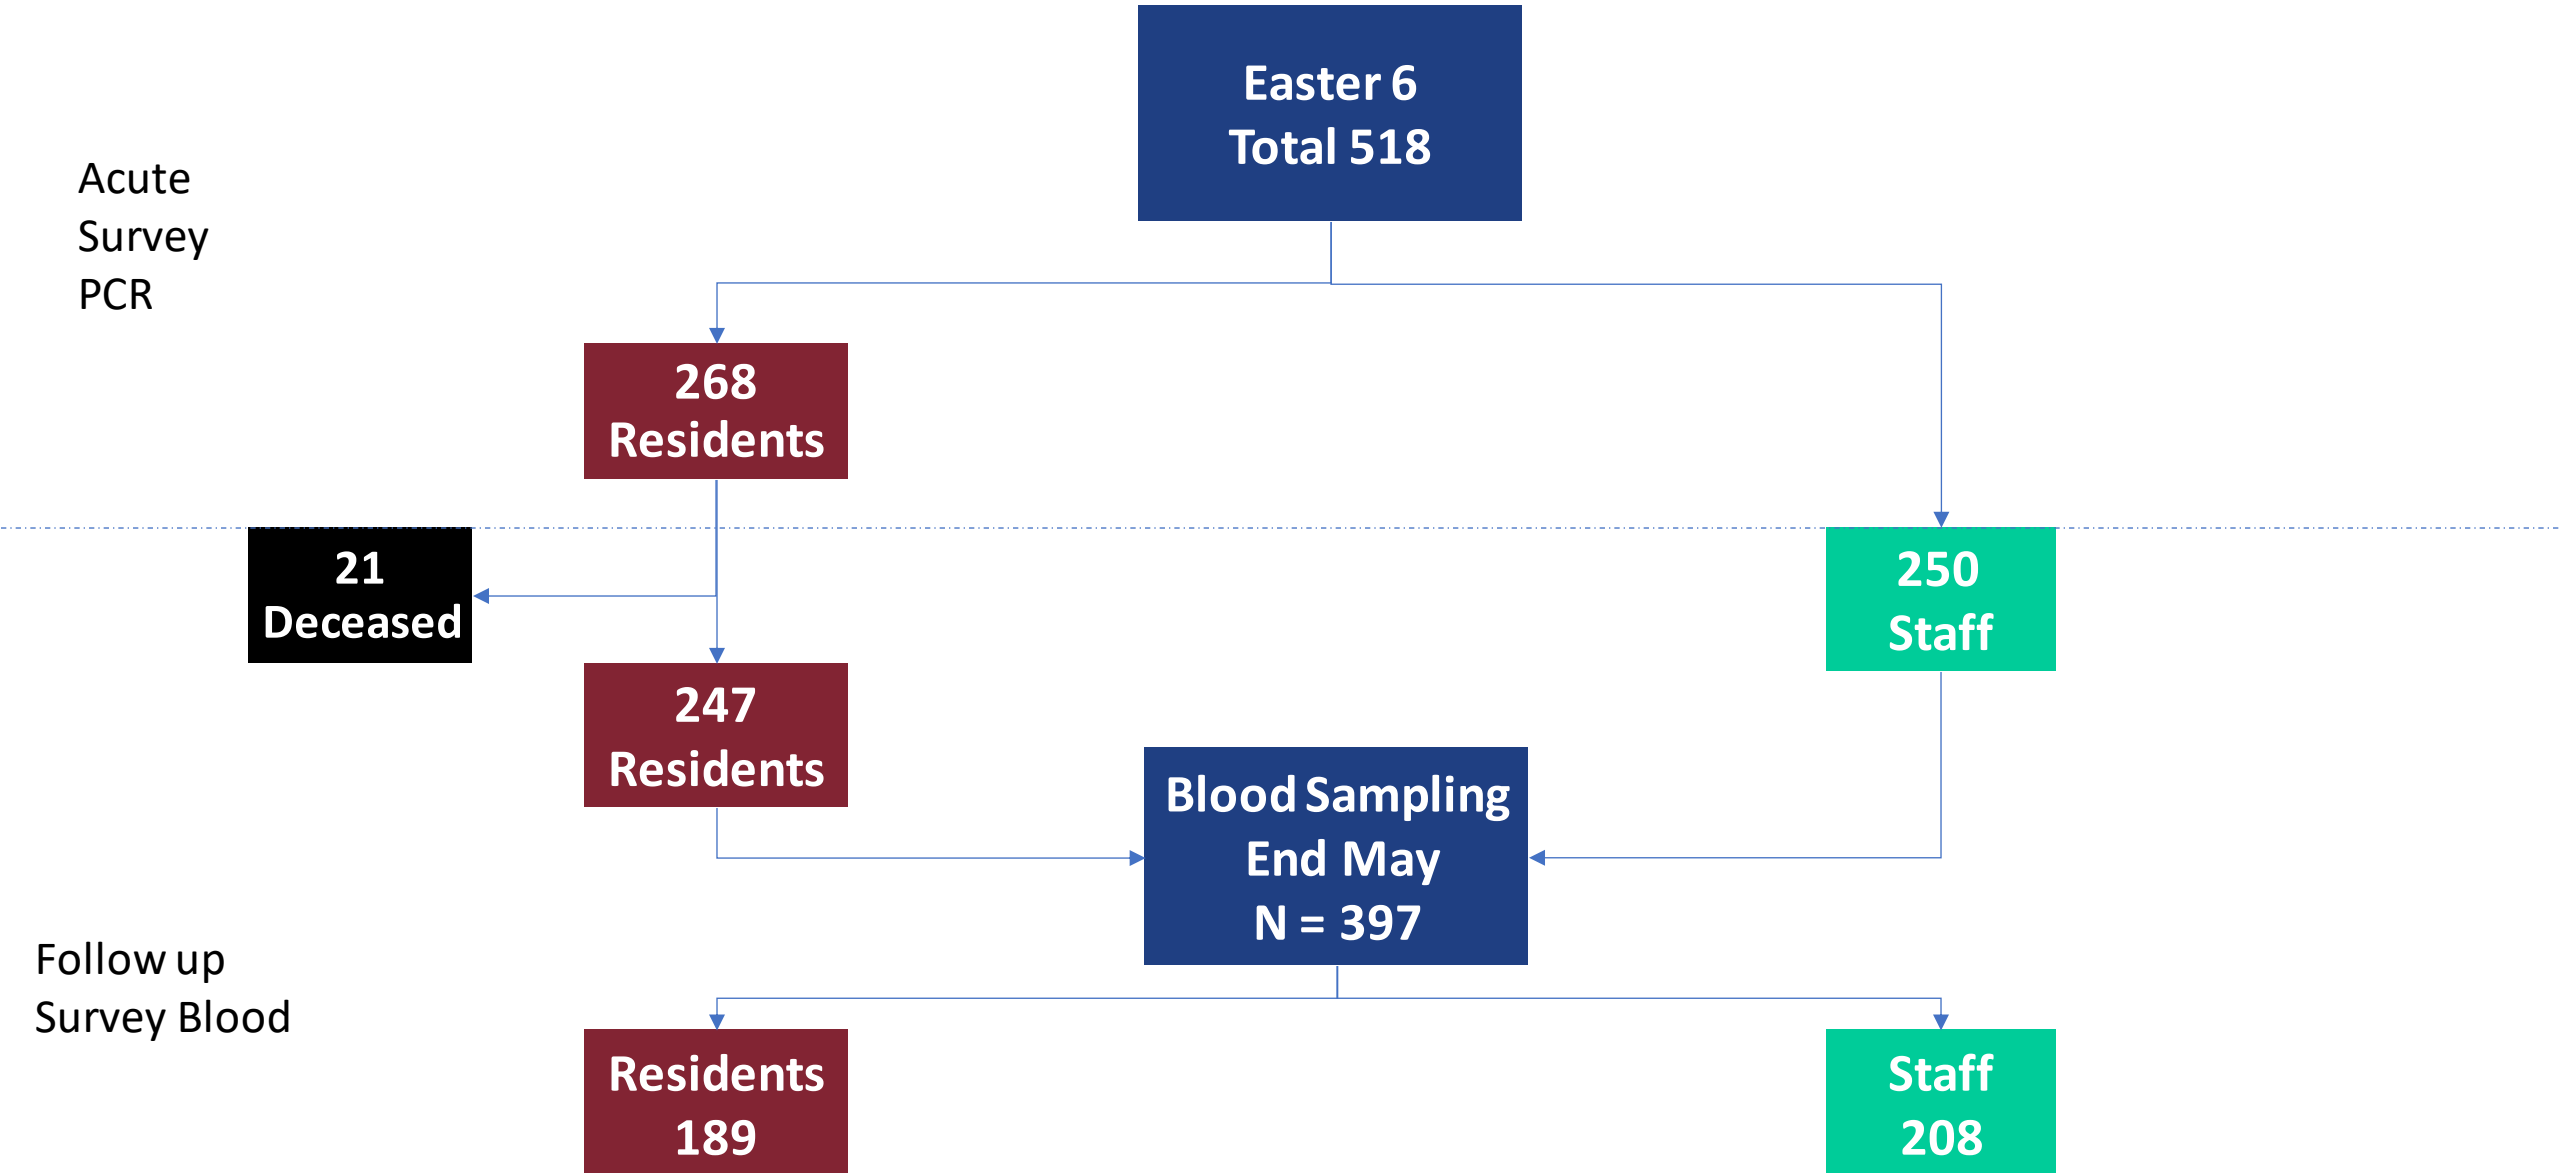 Easter 6
Total 518
Acute
Survey
PCR
268
Residents
21
Deceased
250
Staff
247
Residents
Blood Sampling
End May
N = 397
Follow up
Survey Blood
Residents
189
Staff
208